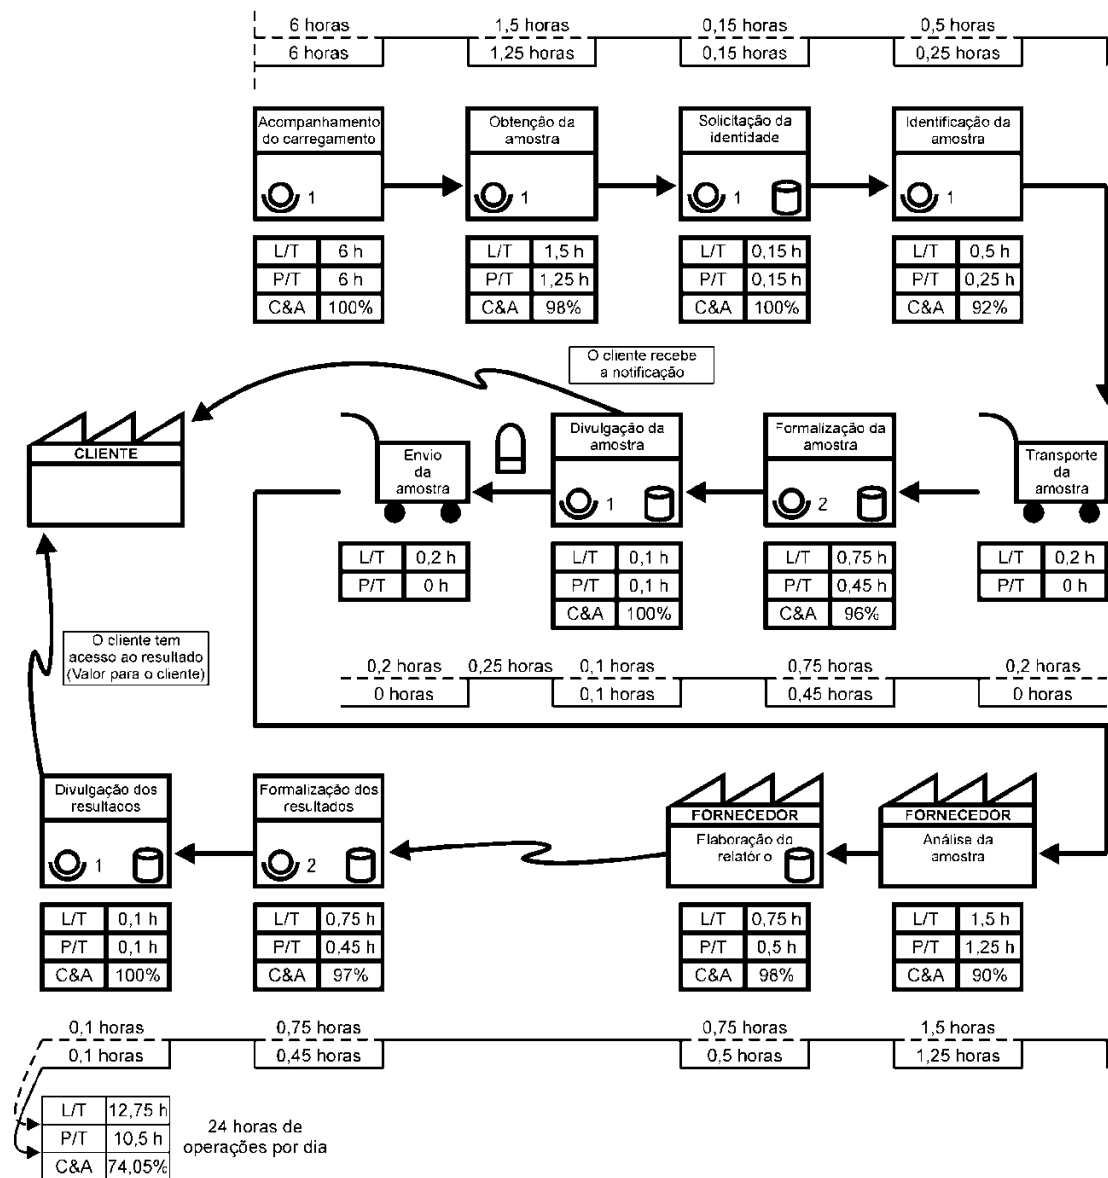 6 horas
1,5 horas
0,15 horas
0,5 horas
6 horas
1,25 horas
0,15 horas
0,25 horas
Acompanhamento
do carregamento
1
Obtenção da
amostra
1
Solicitação da
identidade
1
Identificação da
amostra
1
L/T 6 h
P/T 6 h
C&A 100%
L/T 1,5 h
P/T 1,25 h
C&A 98%
L/T 0,15 h
P/T 0,15 h
C&A 100%
L/T 0,5 h
P/T 0,25 h
C&A 92%
O cliente recebe
a notificação
CLIENTE
Envio
da
amostra
Divulgação da
amostra
1
Formalização da
amostra
2
Transporte
da
amostra
L/T 0,2 h
P/T 0 h
L/T 0,1 h
P/T 0,1 h
C&A 100%
L/T 0,75 h
P/T 0,45 h
C&A 96%
L/T 0,2 h
P/T 0 h
O cliente tem
acesso ao resultado
(Valor para o cliente)
0,2 horas
0,25 horas
0,1 horas
0,75 horas
0,2 horas
0 horas
0,1 horas
0,45 horas
0 horas
Divulgação dos
resultados
1
Formalização dos
resultados
2
FORNECEDOR
Elaboração do
relatório
FORNECEDOR
Análise da
amostra
L/T 0,1 h
P/T 0,1 h
C&A 100%
L/T 0,75 h
P/T 0,45 h
C&A 97%
L/T 0,75 h
P/T 0,5 h
C&A 98%
L/T 1,5 h
P/T 1,25 h
C&A 90%
0,1 horas
0,75 horas
0,75 horas
1,5 horas
0,1 horas
0,45 horas
0,5 horas
1,25 horas
L/T 12,75 h
P/T 10,5 h
C&A 74,05%
24 horas de
operações por dia